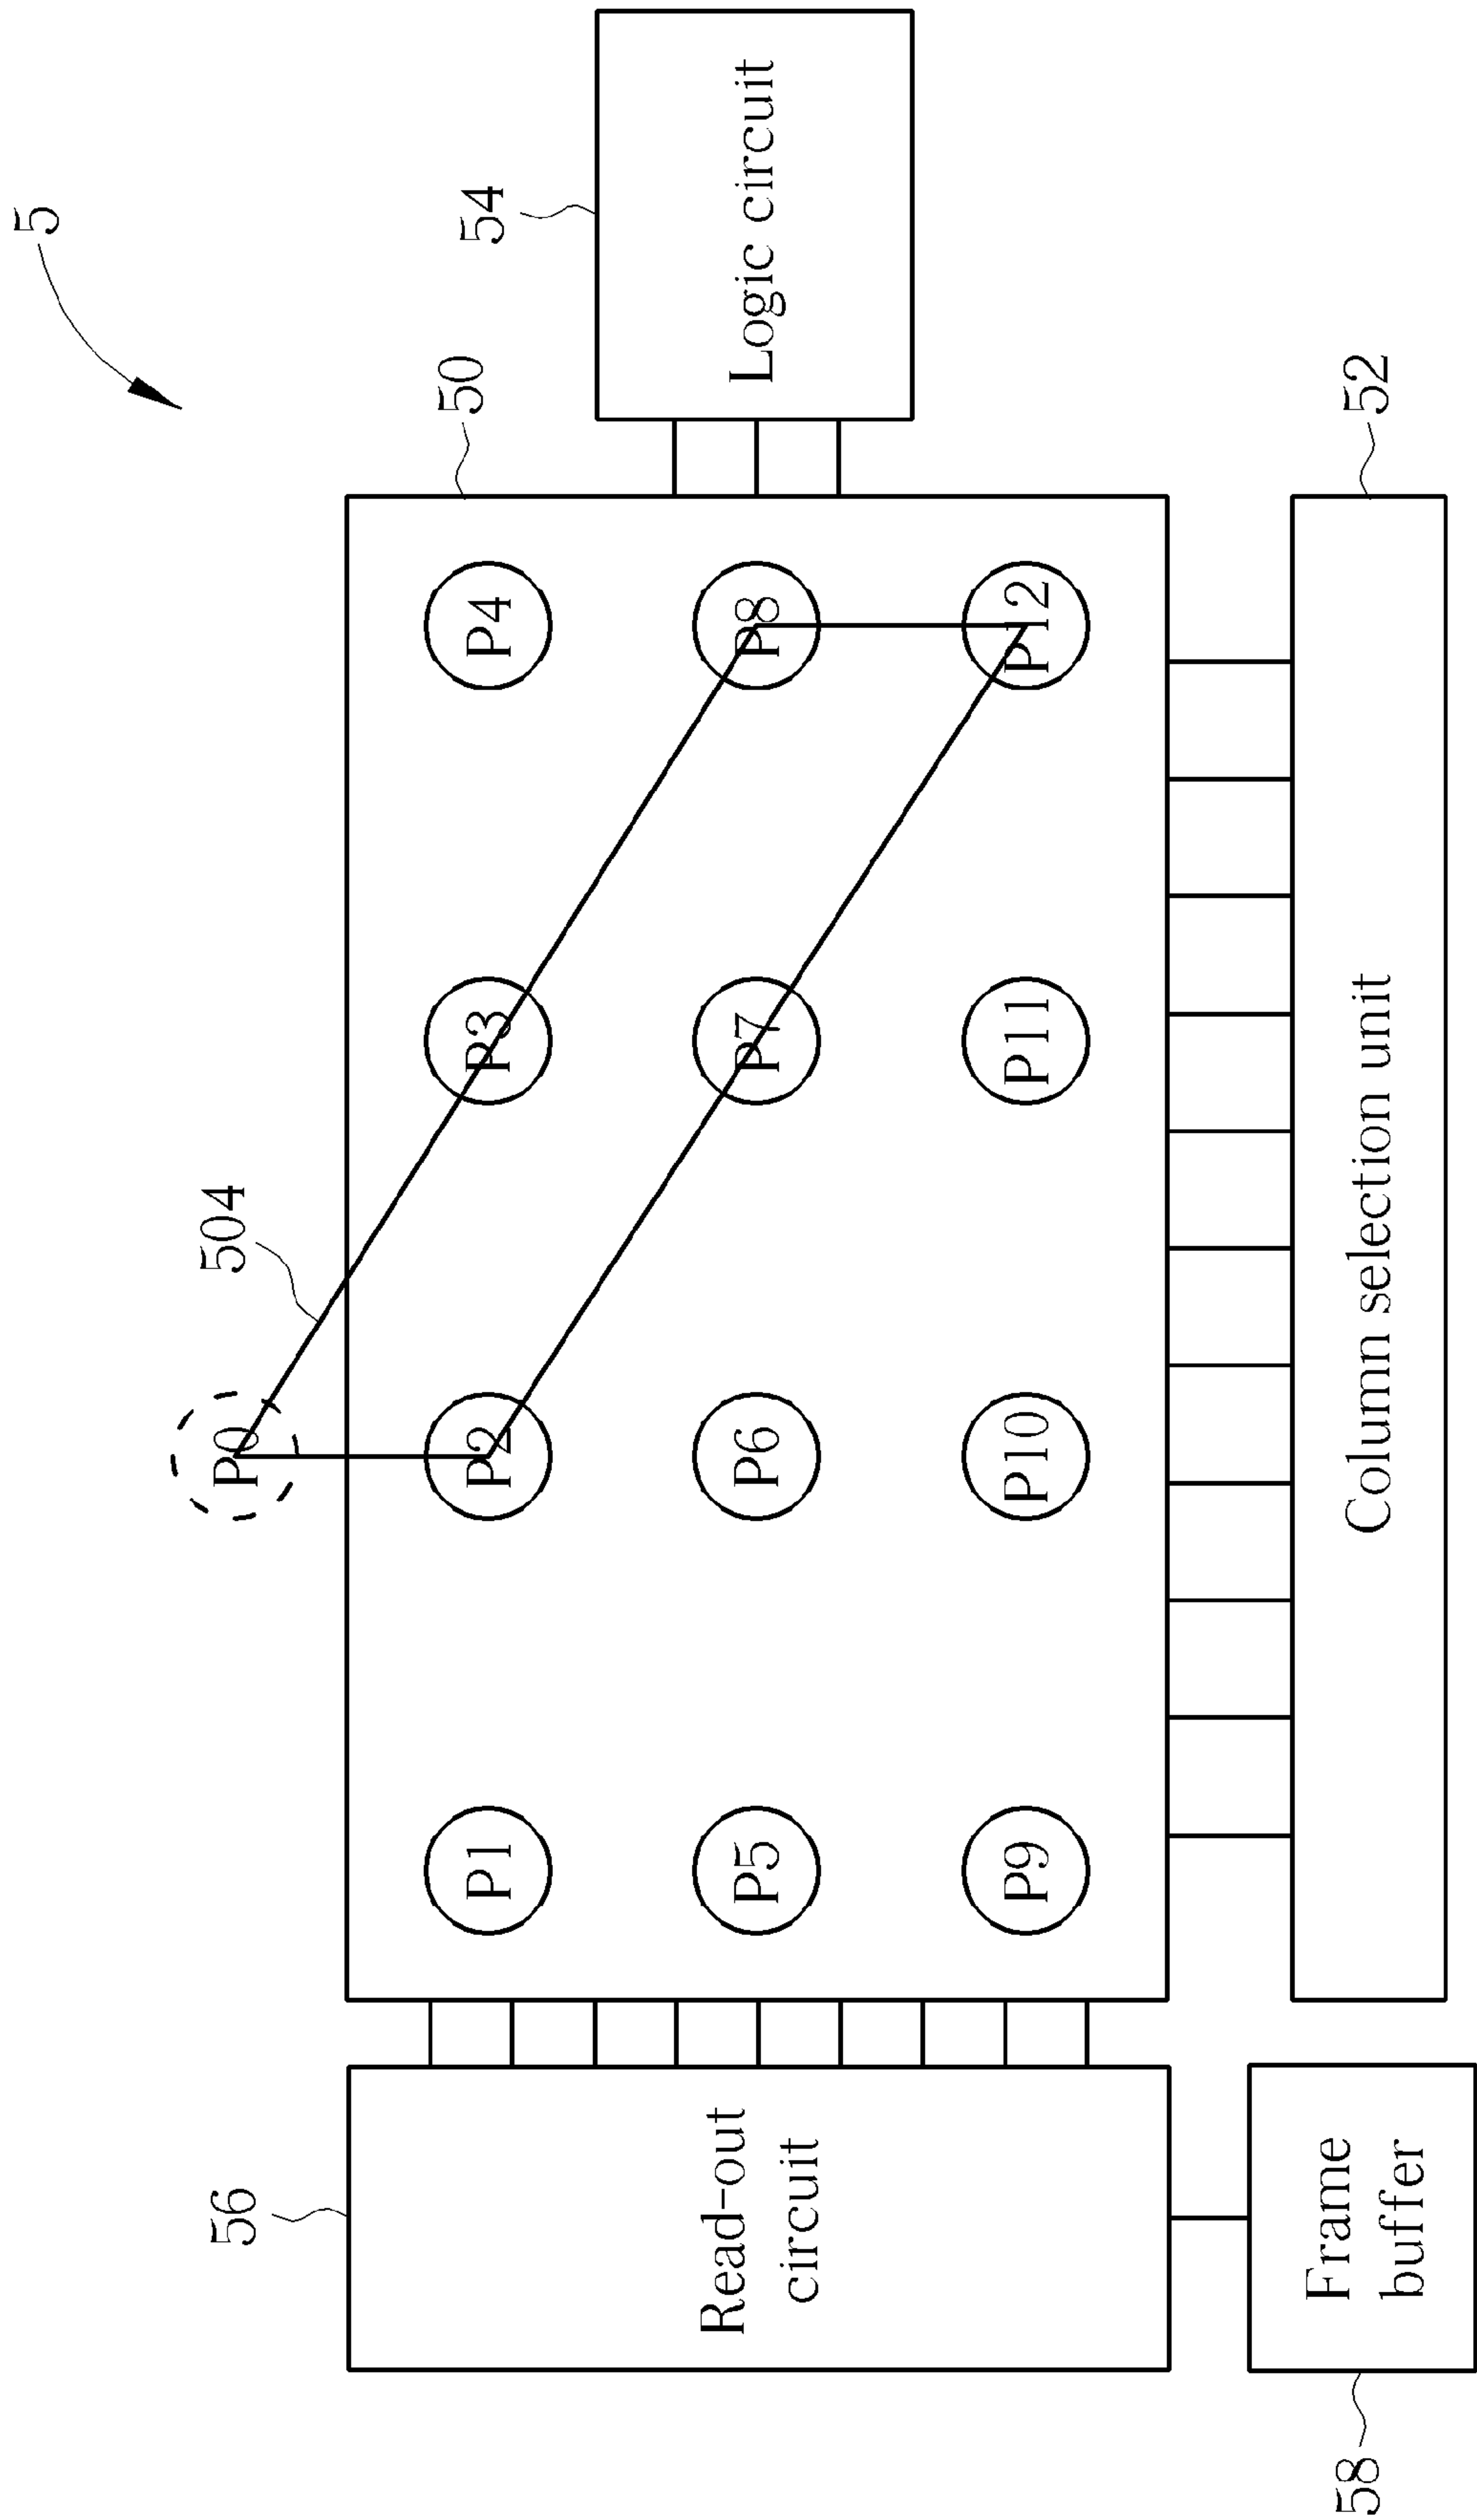 5
56
P0
504
50
54
P1
P2
P3
P4
Read-out
circuit
P5
P6
P7
P8
Logic circuit
P9
P10
P11
P12
58
Frame
buffer
Column selection unit
52